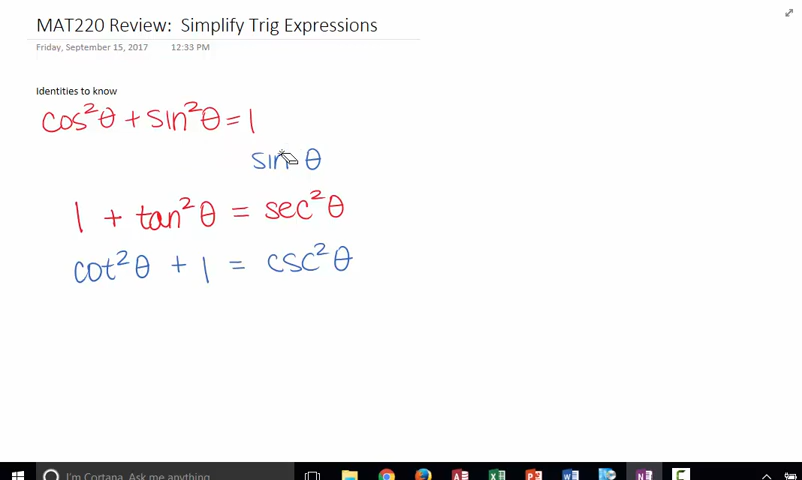 MAT220 Review: Simplify Trig Expressions
Friday, September 15, 2017 12:33 PM
Identities to know
cos²θ + sin²θ = 1
sin θ
1 + tan²θ = sec²θ
cot²θ + 1 = csc²θ
I'm Cortana. Ask me anything.